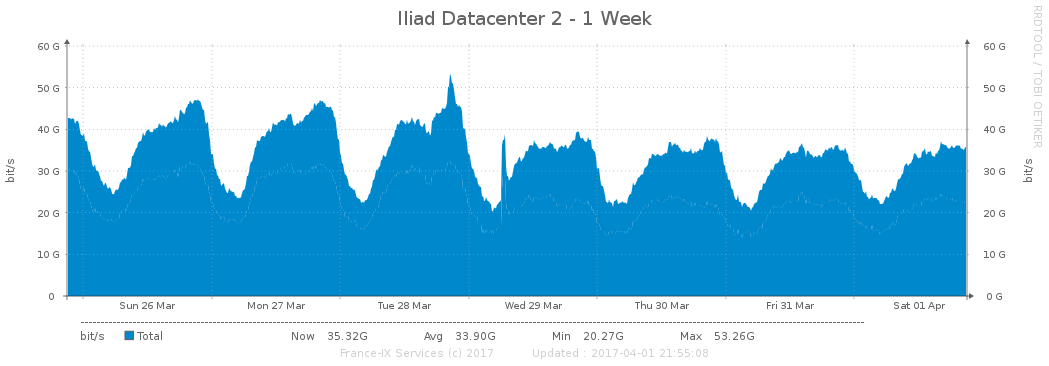 Iliad Datacenter 2 - 1 Week
RRDTOOL / TOBI OETIKER
bit/s
bit/s
60 G 60 G
50 G 50 G
40 G 40 G
30 G 30 G
20 G 20 G
10 G 10 G
0 0 G
Sun 26 Mar Mon 27 Mar Tue 28 Mar Wed 29 Mar Thu 30 Mar Fri 31 Mar Sat 01 Apr
bit/s Total Now 35.32G Avg 33.90G Min 20.27G Max 53.26G
France-IX Services (c) 2017 Updated : 2017-04-01 21:55:08